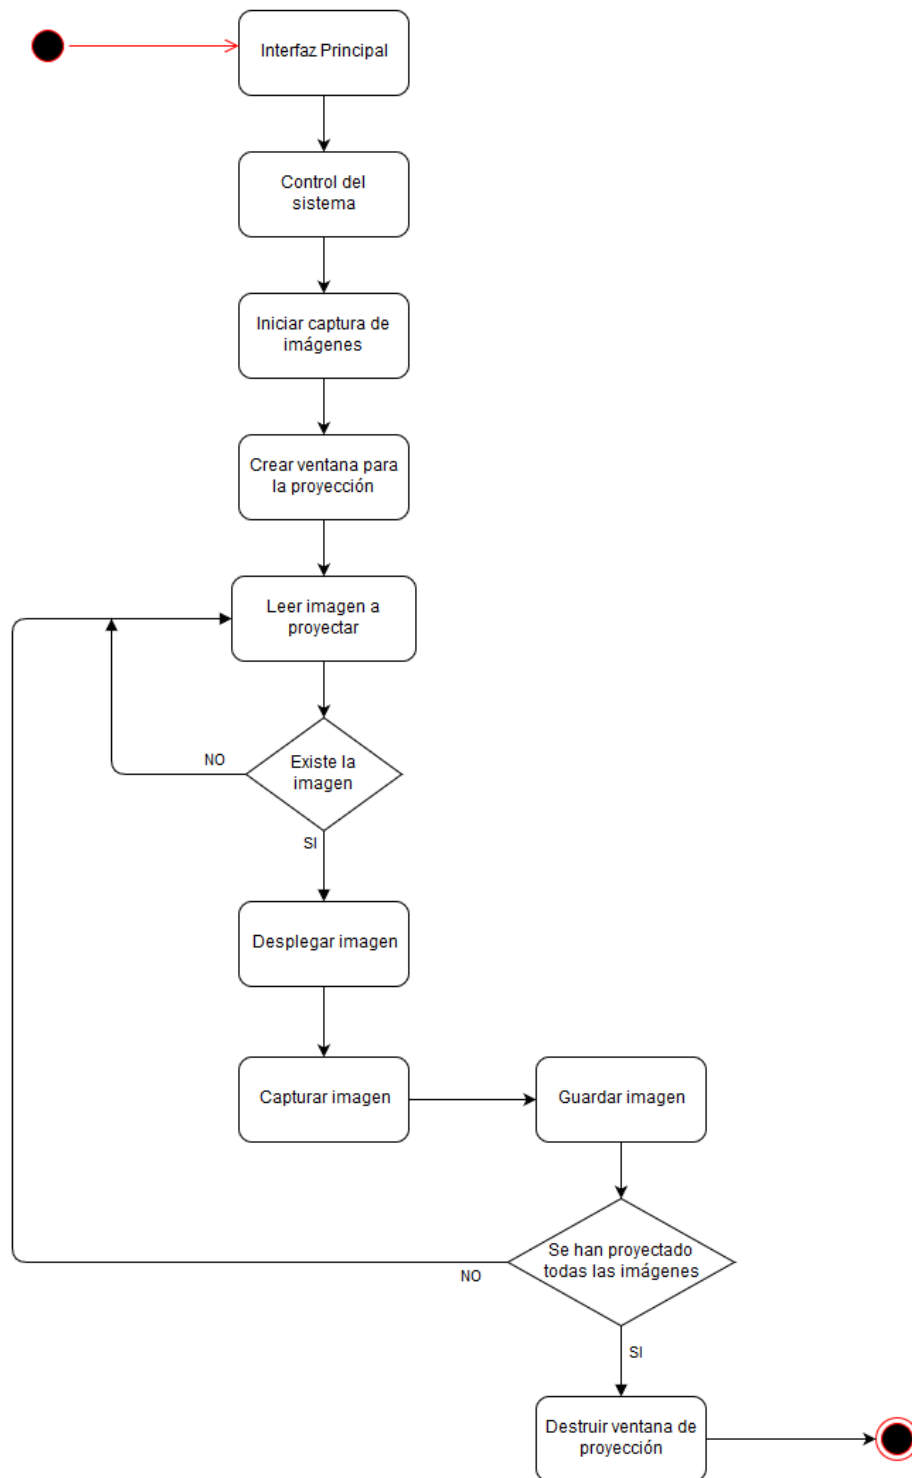 Interfaz Principal
Control del
sistema
Iniciar captura de
imágenes
Crear ventana para
la proyección
Leer imagen a
proyectar
Existe la
imagen
NO
SI
Desplegar imagen
Capturar imagen
Guardar imagen
Se han proyectado
todas las imágenes
NO
SI
Destruir ventana de
proyección